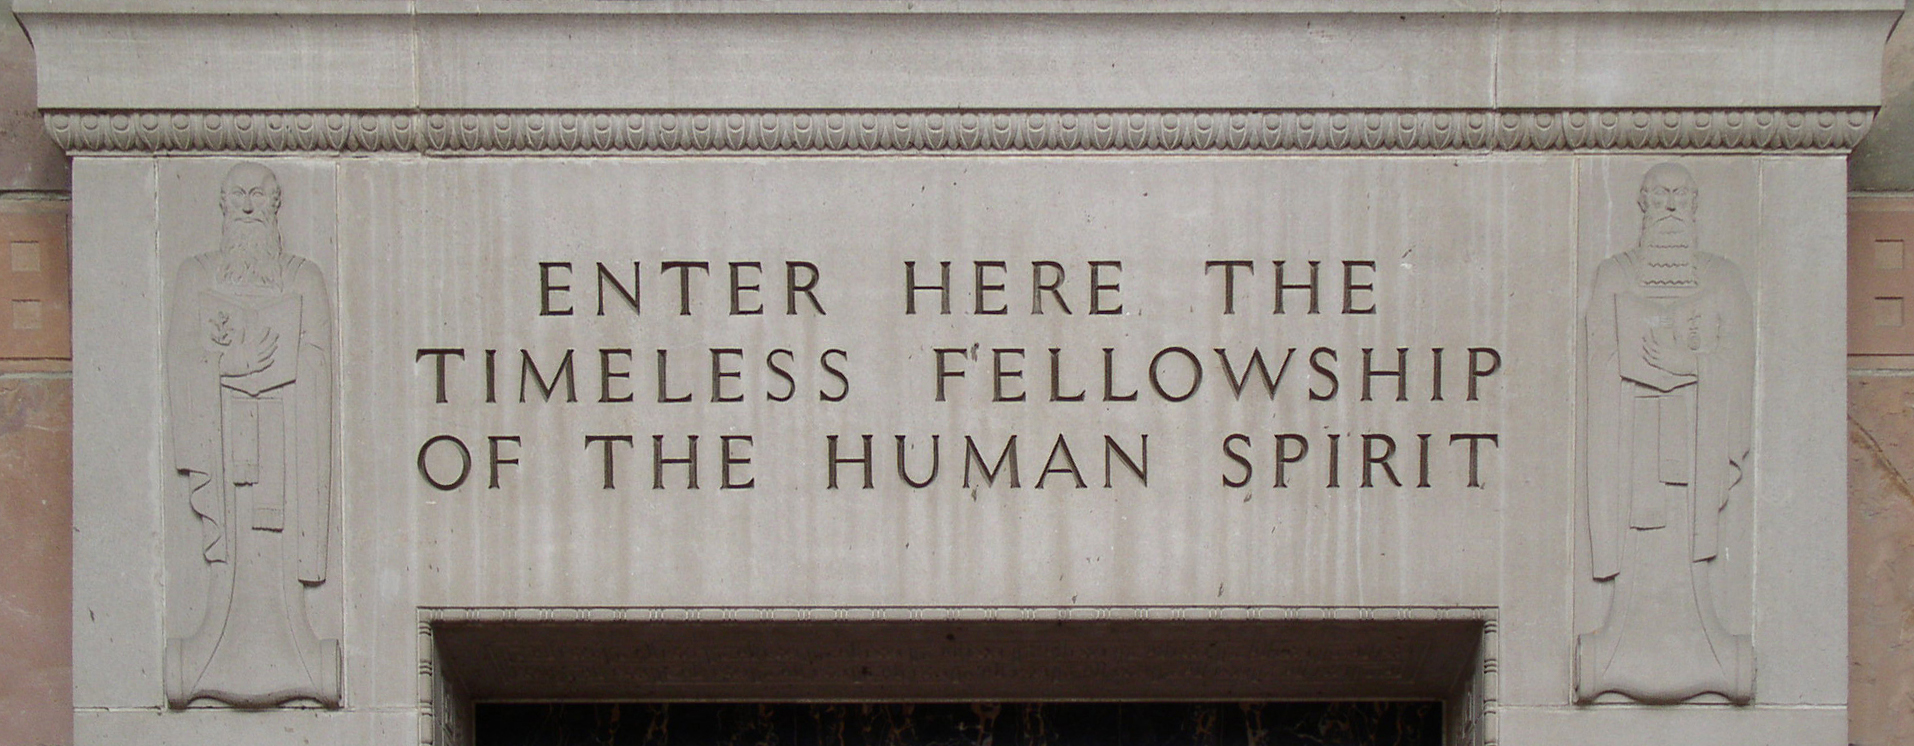 ENTER HERE THE
TIMELESS FELLOWSHIP
OF THE HUMAN SPIRIT